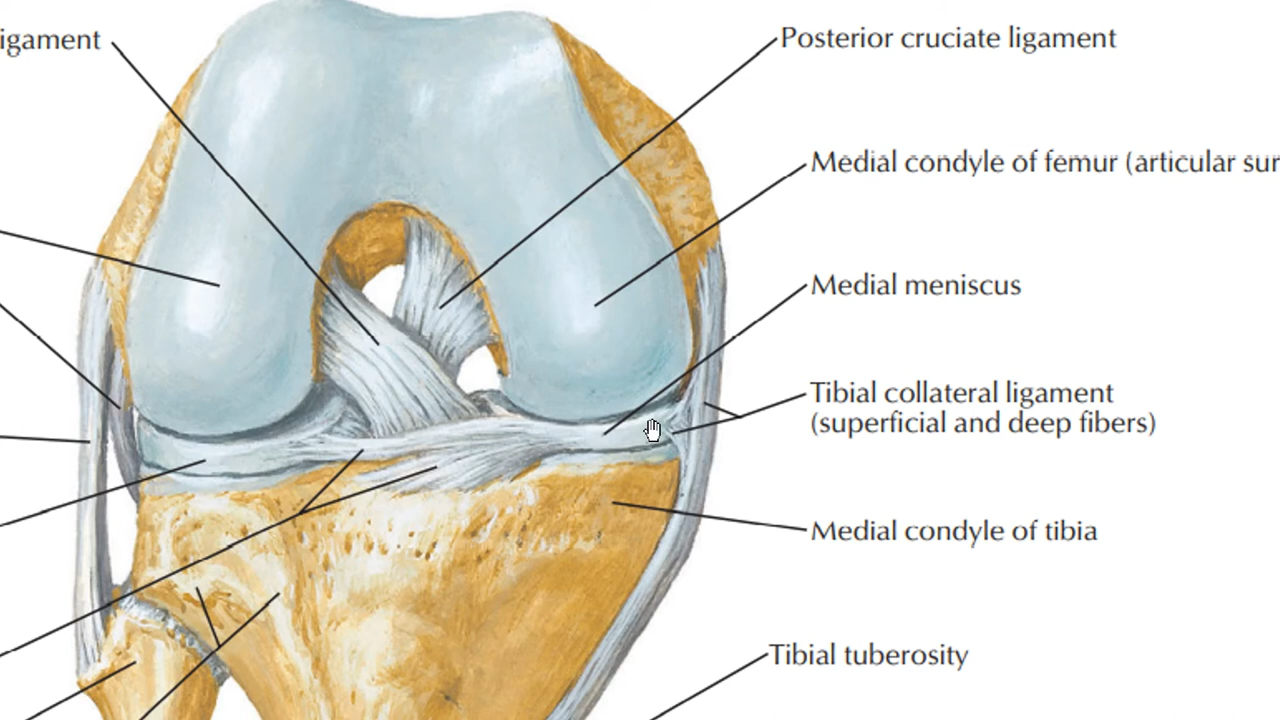 igament
Posterior cruciate ligament
Medial condyle of femur (articular sur
Medial meniscus
Tibial collateral ligament
(superficial and deep fibers)
Medial condyle of tibia
Tibial tuberosity